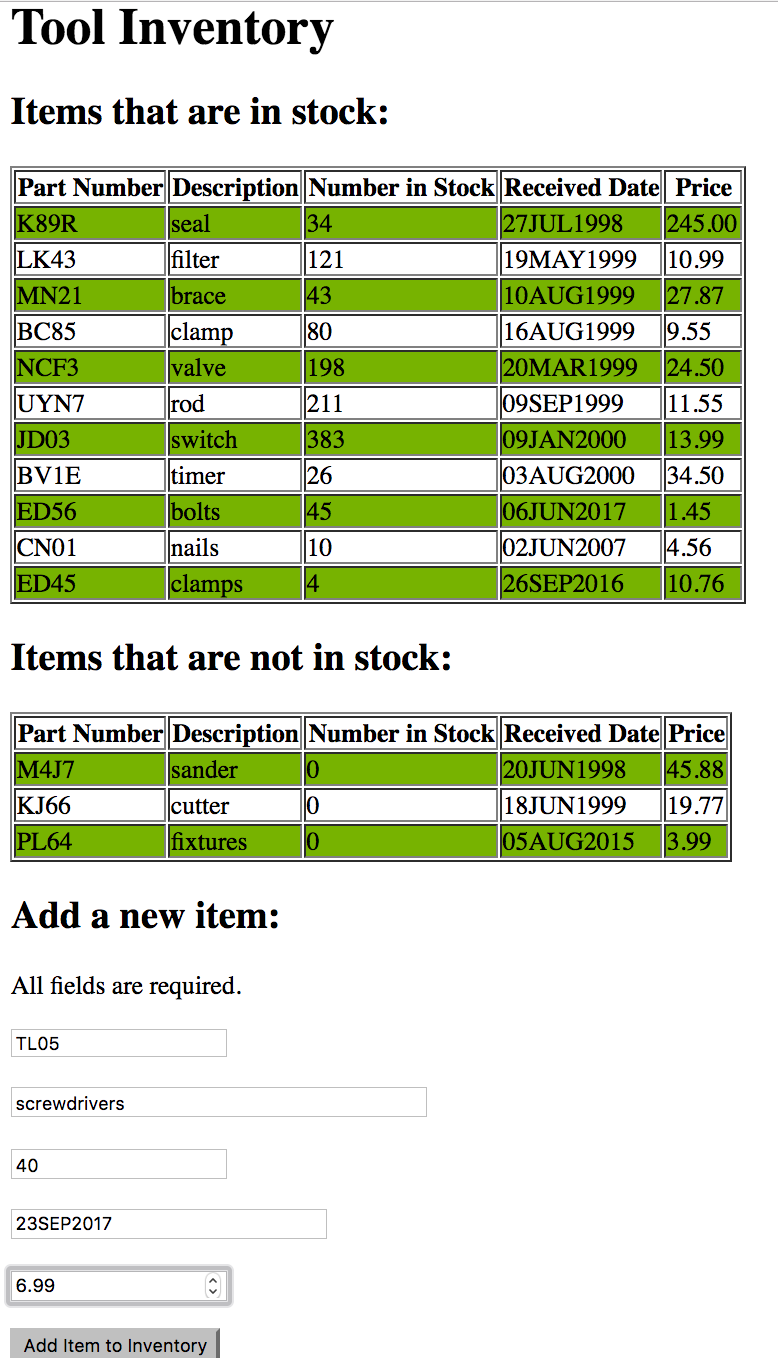 Tool Inventory
Items that are in stock:
Part Number Description Number in Stock Received Date Price
K89R seal 34 27JUL1998 245.00
LK43 filter 121 19MAY1999 10.99
MN21 brace 43 10AUG1999 27.87
BC85 clamp 80 16AUG1999 9.55
NCF3 valve 198 20MAR1999 24.50
UYN7 rod 211 09SEP1999 11.55
JD03 switch 383 09JAN2000 13.99
BV1E timer 26 03AUG2000 34.50
ED56 bolts 45 06JUN2017 1.45
CN01 nails 10 02JUN2007 4.56
ED45 clamps 4 26SEP2016 10.76
Items that are not in stock:
Part Number Description Number in Stock Received Date Price
M4J7 sander 0 20JUN1998 45.88
KJ66 cutter 0 18JUN1999 19.77
PL64 fixtures 0 05AUG2015 3.99
Add a new item:
All fields are required.
TL05
screwdrivers
40
23SEP2017
6.99
Add Item to Inventory